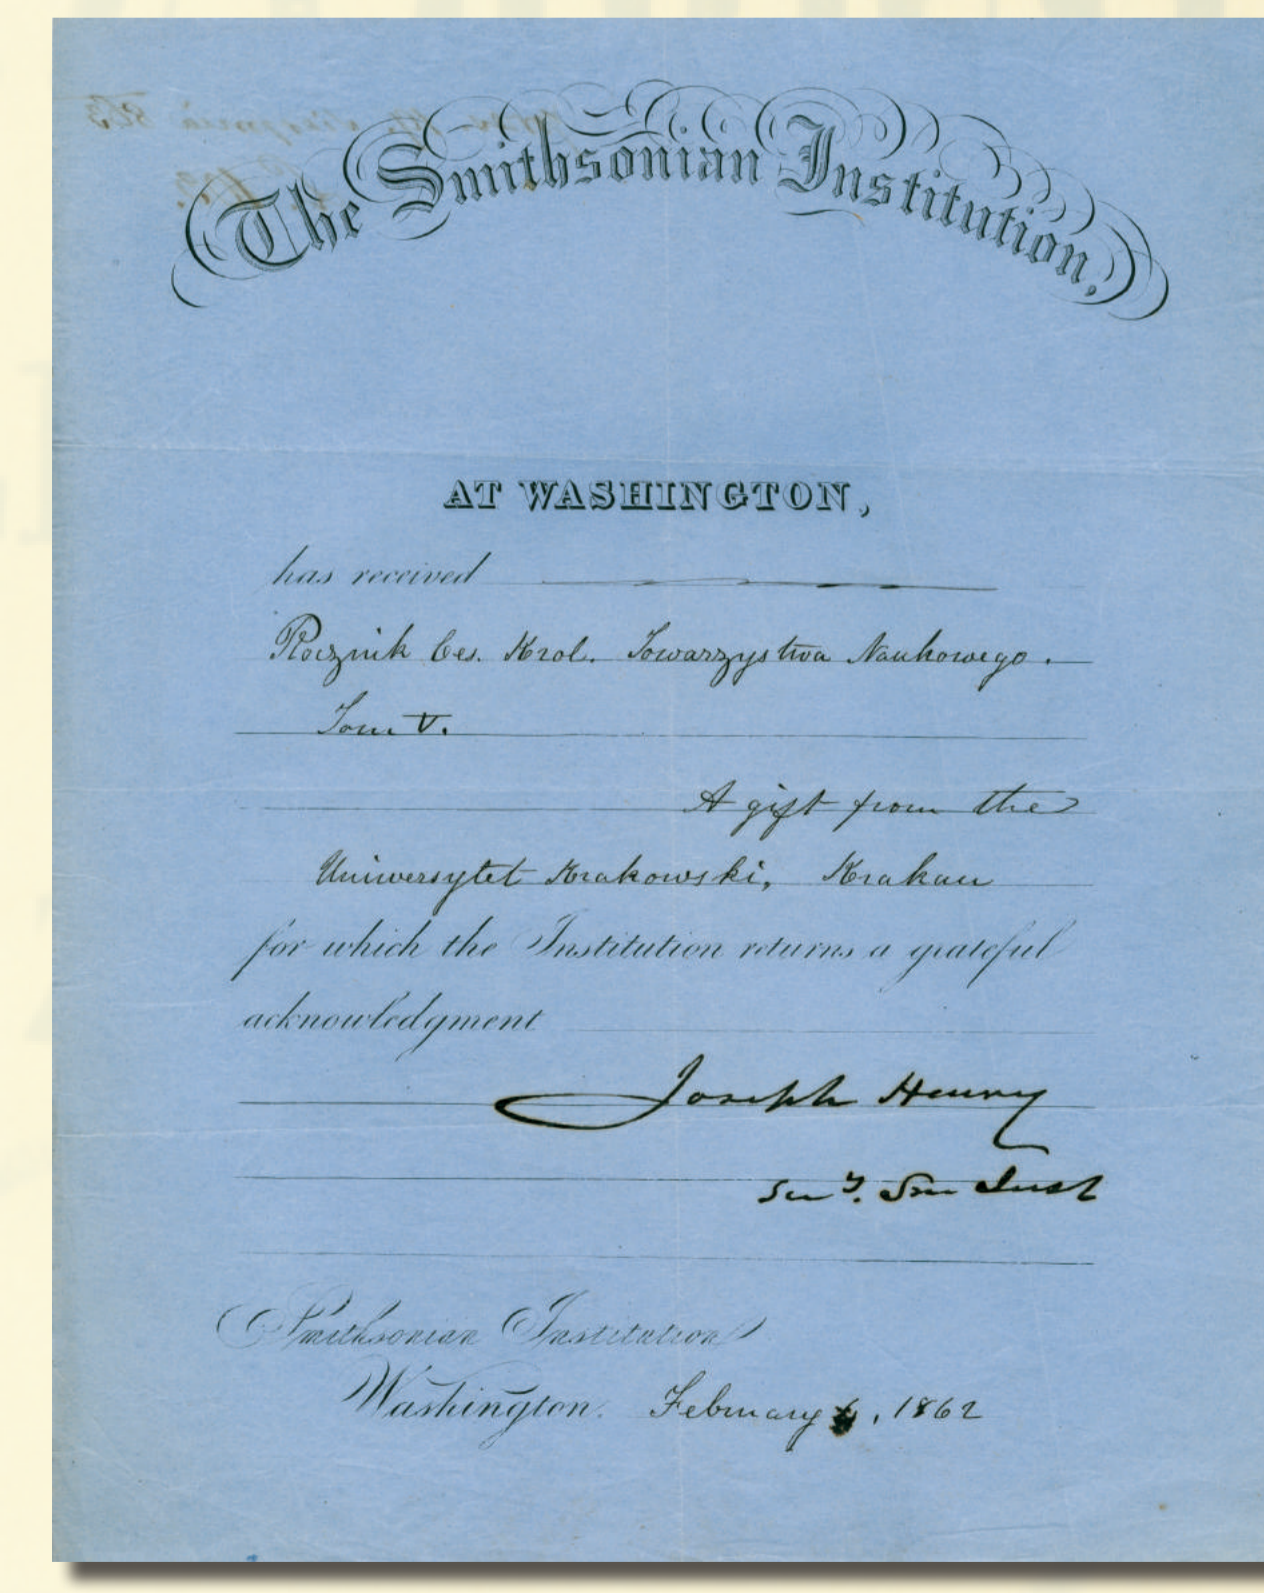 The Smithsonian Institution,
AT WASHINGTON,
has received
Rocznik Ces. Krol. Towarzystwa Naukowego.
Tom V.
A gift from the
Uniwersytet Krakowski, Krakau
for which the Institution returns a grateful
acknowledgment
Joseph Henry
Secy. Sm Inst
Smithsonian Institution
Washington. February , 1862